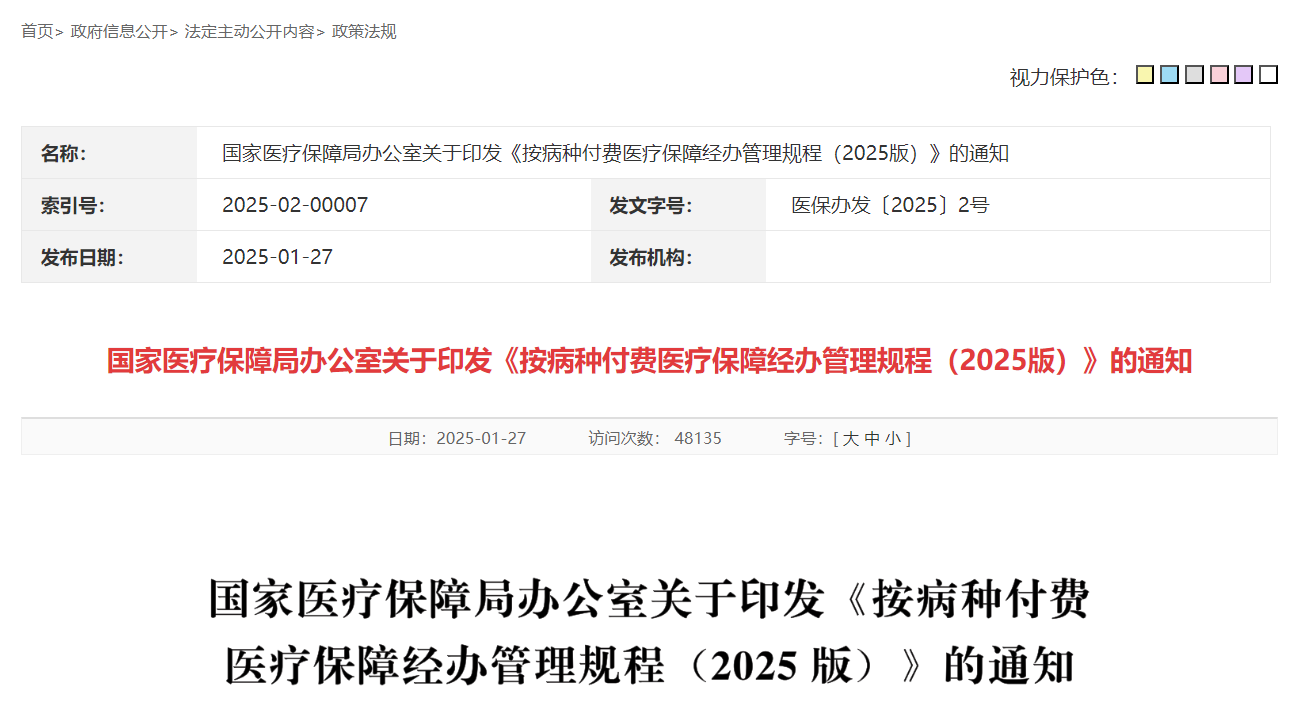 首页> 政府信息公开> 法定主动公开内容> 政策法规
视力保护色：
名称： 国家医疗保障局办公室关于印发《按病种付费医疗保障经办管理规程（2025版）》的通知
索引号： 2025-02-00007 发文字号： 医保办发〔2025〕2号
发布日期： 2025-01-27 发布机构：
国家医疗保障局办公室关于印发《按病种付费医疗保障经办管理规程（2025版）》的通知
日期：2025-01-27 访问次数： 48135 字号：[ 大 中 小 ]
国家医疗保障局办公室关于印发《按病种付费
医疗保障经办管理规程（2025 版）》的通知